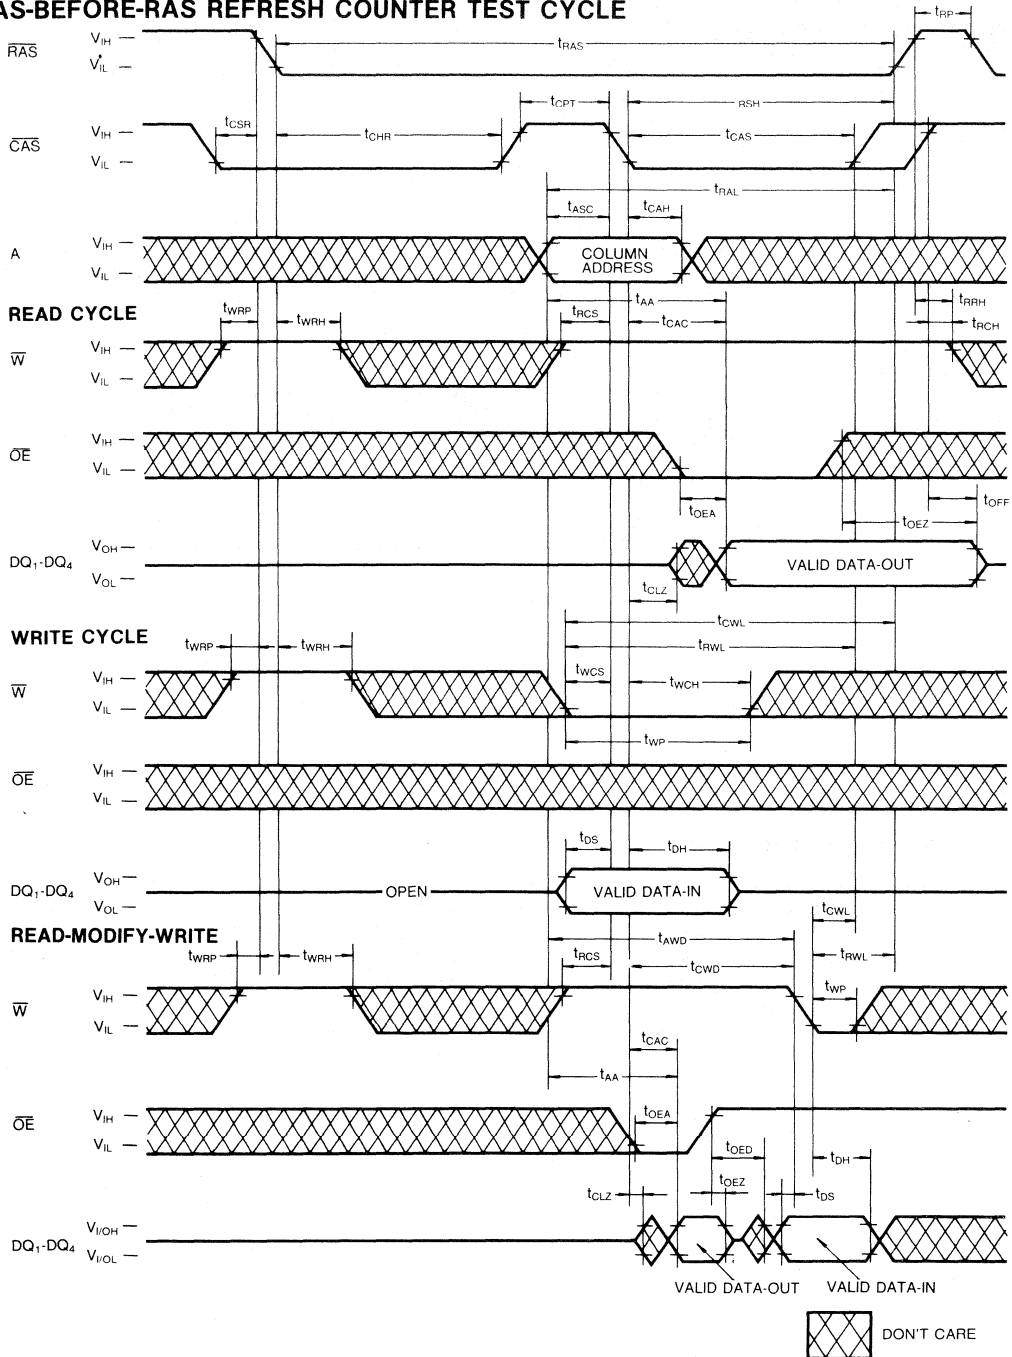 AS-BEFORE-RAS REFRESH COUNTER TEST CYCLE
tRP
RAS VIH VIL tRAS
tCPT RSH
CAS VIH VIL tCSR tCHR tCAS
tRAL
tASC tCAH
A VIH VIL COLUMN ADDRESS
READ CYCLE
tAA tRRH
tWRP tWRH tRCS tCAC tRCH
W VIH VIL
OE VIH VIL
tOEA tOEZ tOFF
DQ1-DQ4 VOH VOL VALID DATA-OUT
tCLZ
WRITE CYCLE
tCWL
tWRP tWRH tRWL
W VIH VIL tWCS tWCH
tWP
OE VIH VIL
tDS tDH
DQ1-DQ4 VOH VOL OPEN VALID DATA-IN
READ-MODIFY-WRITE
tCWL
tAWD
tWRP tWRH tRCS tCWD tRWL
W VIH VIL tWP
tCAC
tAA
OE VIH VIL tOEA
tOED tDH
tCLZ tOEZ tDS
DQ1-DQ4 VI/OH VI/OL
VALID DATA-OUT VALID DATA-IN
DON'T CARE